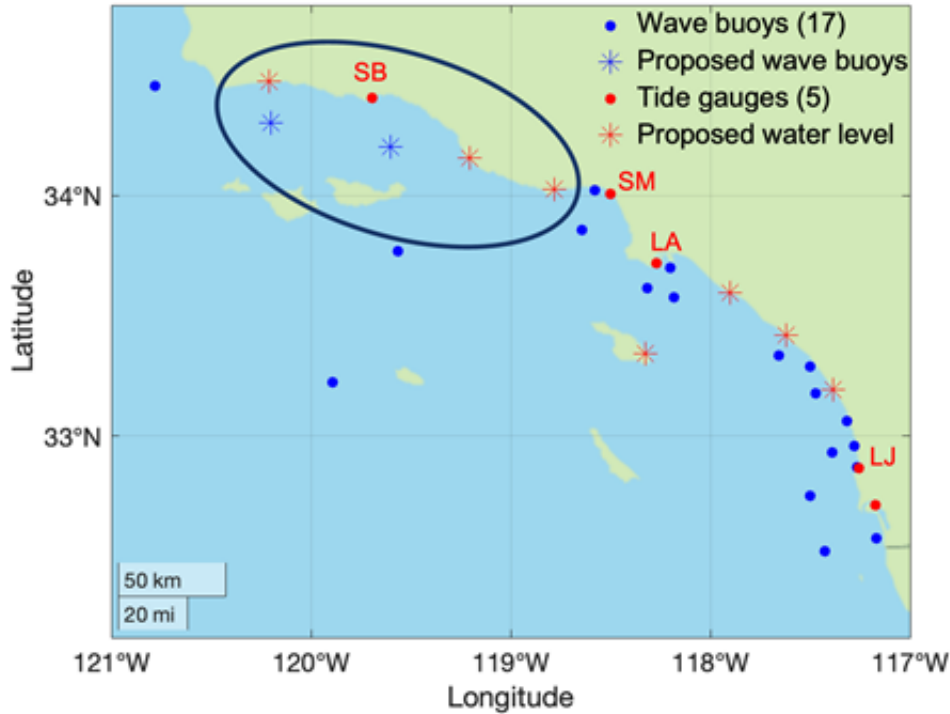 Wave buoys (17)
Proposed wave buoys
Tide gauges (5)
Proposed water level
SB
SM
LA
LJ
34°N
33°N
Latitude
50 km
20 mi
121°W
120°W
119°W
118°W
117°W
Longitude